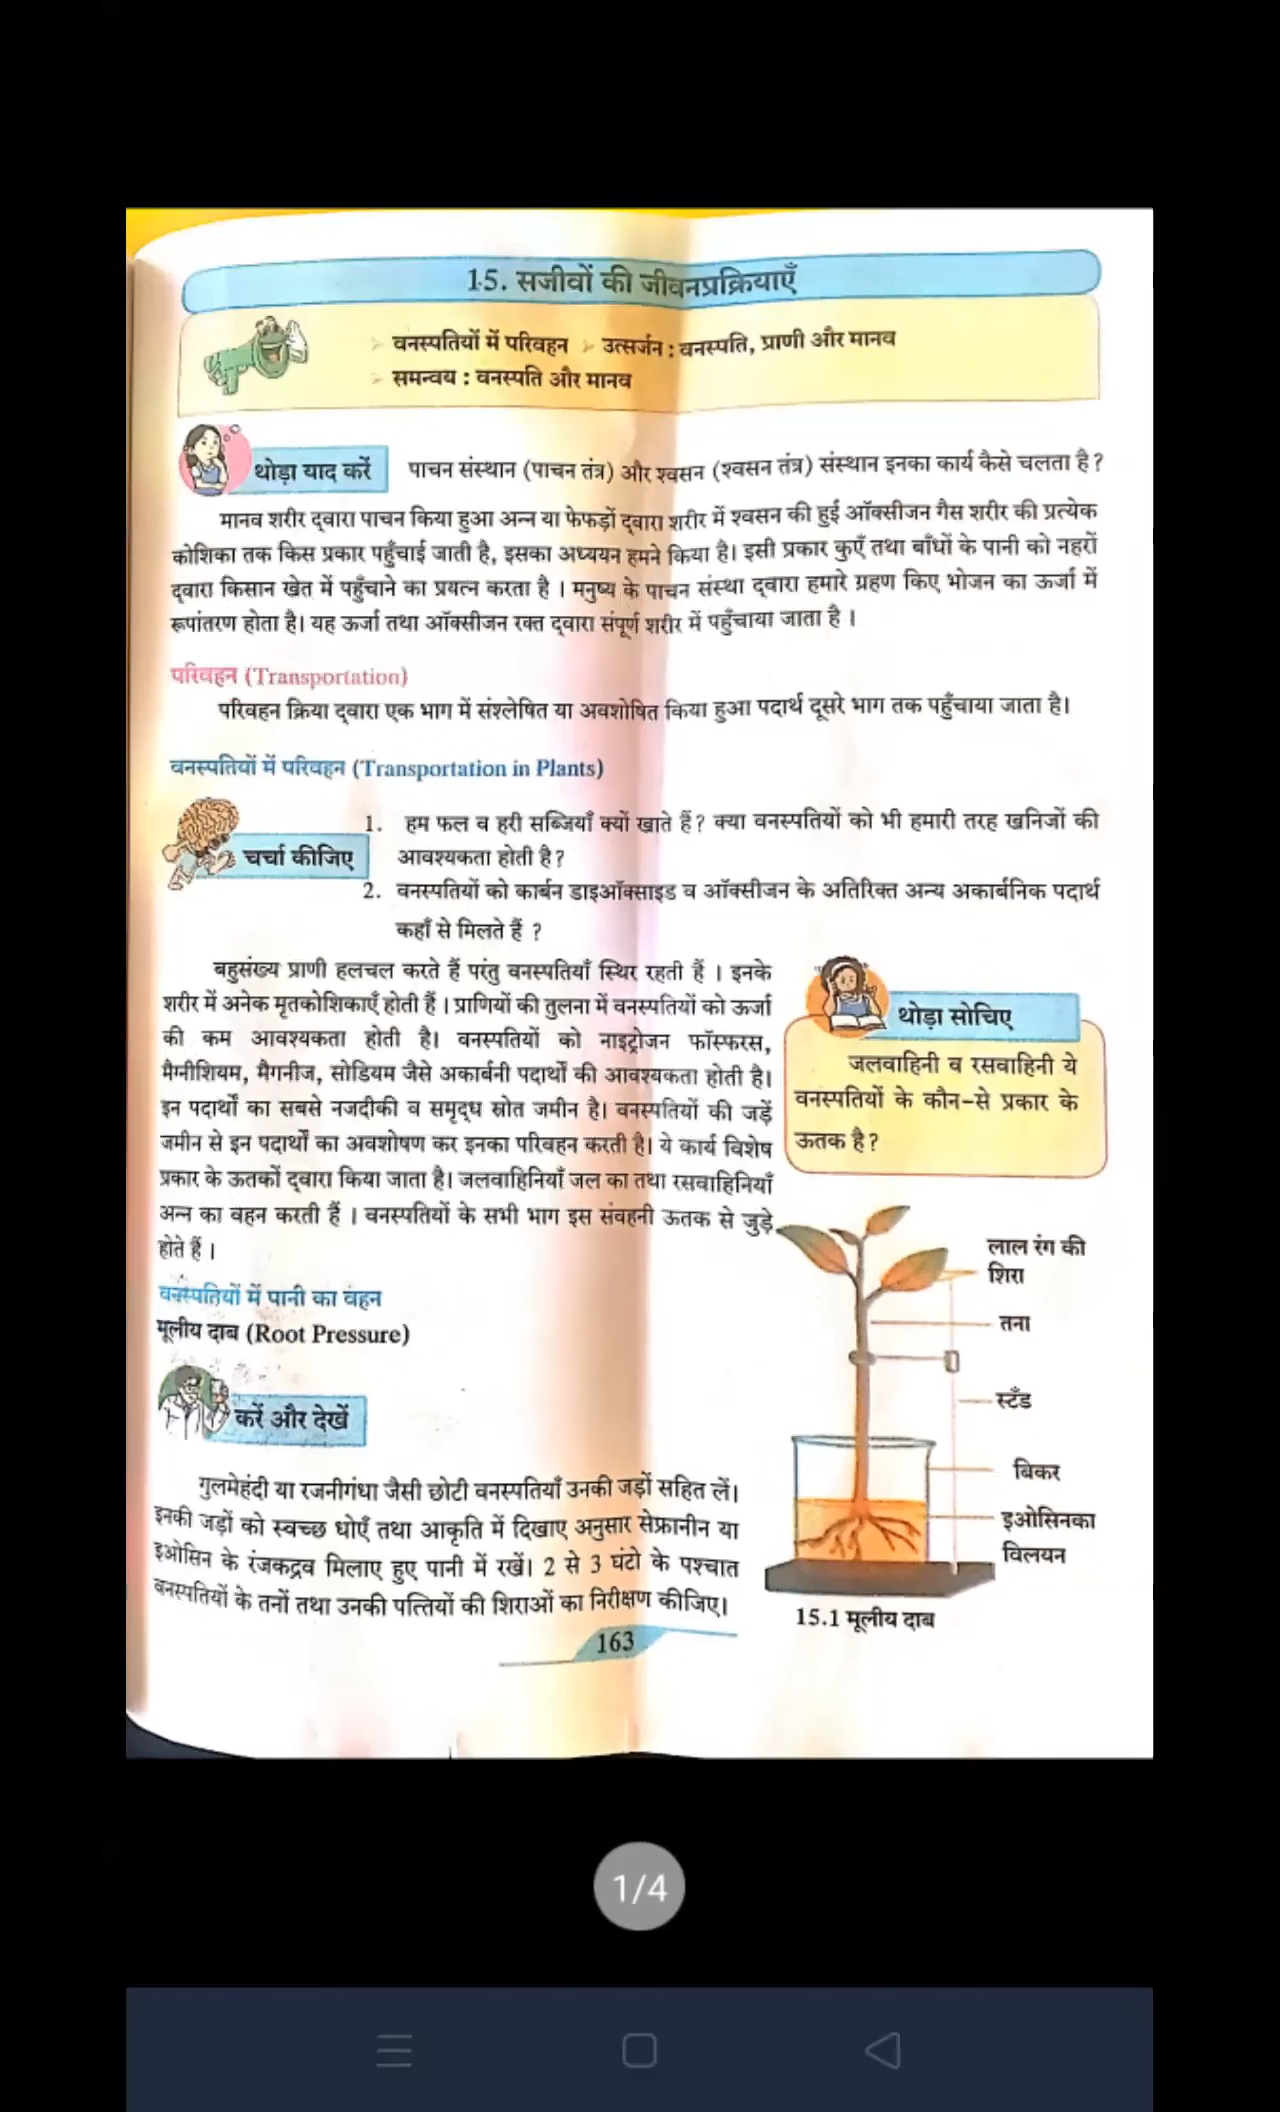 15. सजीवों की जीवनप्रक्रियाएँ
➢ वनस्पतियों में परिवहन ➢ उत्सर्जन : वनस्पति, प्राणी और मानव
➢ समन्वय : वनस्पति और मानव
थोड़ा याद करें
पाचन संस्थान (पाचन तंत्र) और श्वसन (श्वसन तंत्र) संस्थान इनका कार्य कैसे चलता है?
मानव शरीर द्वारा पाचन किया हुआ अन्न या फेफड़ों द्वारा शरीर में श्वसन की हुई ऑक्सीजन गैस शरीर की प्रत्येक
कोशिका तक किस प्रकार पहुँचाई जाती है, इसका अध्ययन हमने किया है। इसी प्रकार कुएँ तथा बाँधों के पानी को नहरों
द्वारा किसान खेत में पहुँचाने का प्रयत्न करता है । मनुष्य के पाचन संस्था द्वारा हमारे ग्रहण किए भोजन का ऊर्जा में
रूपांतरण होता है। यह ऊर्जा तथा ऑक्सीजन रक्त द्वारा संपूर्ण शरीर में पहुँचाया जाता है ।
परिवहन (Transportation)
परिवहन क्रिया द्वारा एक भाग में संश्लेषित या अवशोषित किया हुआ पदार्थ दूसरे भाग तक पहुँचाया जाता है।
वनस्पतियों में परिवहन (Transportation in Plants)
चर्चा कीजिए
1. हम फल व हरी सब्जियाँ क्यों खाते हैं? क्या वनस्पतियों को भी हमारी तरह खनिजों की
आवश्यकता होती है?
2. वनस्पतियों को कार्बन डाइऑक्साइड व ऑक्सीजन के अतिरिक्त अन्य अकार्बनिक पदार्थ
कहाँ से मिलते हैं ?
बहुसंख्य प्राणी हलचल करते हैं परंतु वनस्पतियाँ स्थिर रहती हैं । इनके
शरीर में अनेक मृतकोशिकाएँ होती हैं । प्राणियों की तुलना में वनस्पतियों को ऊर्जा
की कम आवश्यकता होती है। वनस्पतियों को नाइट्रोजन फॉस्फरस,
मैग्नीशियम, मैगनीज, सोडियम जैसे अकार्बनी पदार्थों की आवश्यकता होती है।
इन पदार्थों का सबसे नजदीकी व समृद्ध स्रोत जमीन है। वनस्पतियों की जड़ें
जमीन से इन पदार्थों का अवशोषण कर इनका परिवहन करती है। ये कार्य विशेष
प्रकार के ऊतकों द्वारा किया जाता है। जलवाहिनियाँ जल का तथा रसवाहिनियाँ
अन्न का वहन करती हैं । वनस्पतियों के सभी भाग इस संवहनी ऊतक से जुड़े
होते हैं ।
थोड़ा सोचिए
जलवाहिनी व रसवाहिनी ये
वनस्पतियों के कौन-से प्रकार के
ऊतक है?
वनस्पतियों में पानी का वहन
मूलीय दाब (Root Pressure)
करें और देखें
गुलमेहंदी या रजनीगंधा जैसी छोटी वनस्पतियाँ उनकी जड़ों सहित लें।
इनकी जड़ों को स्वच्छ धोएँ तथा आकृति में दिखाए अनुसार सेफ्रानीन या
इओसिन के रंजकद्रव मिलाए हुए पानी में रखें। 2 से 3 घंटो के पश्चात
वनस्पतियों के तनों तथा उनकी पत्तियों की शिराओं का निरीक्षण कीजिए।
लाल रंग की
शिरा
तना
स्टँड
बिकर
इओसिनका
विलयन
15.1 मूलीय दाब
163
1/4